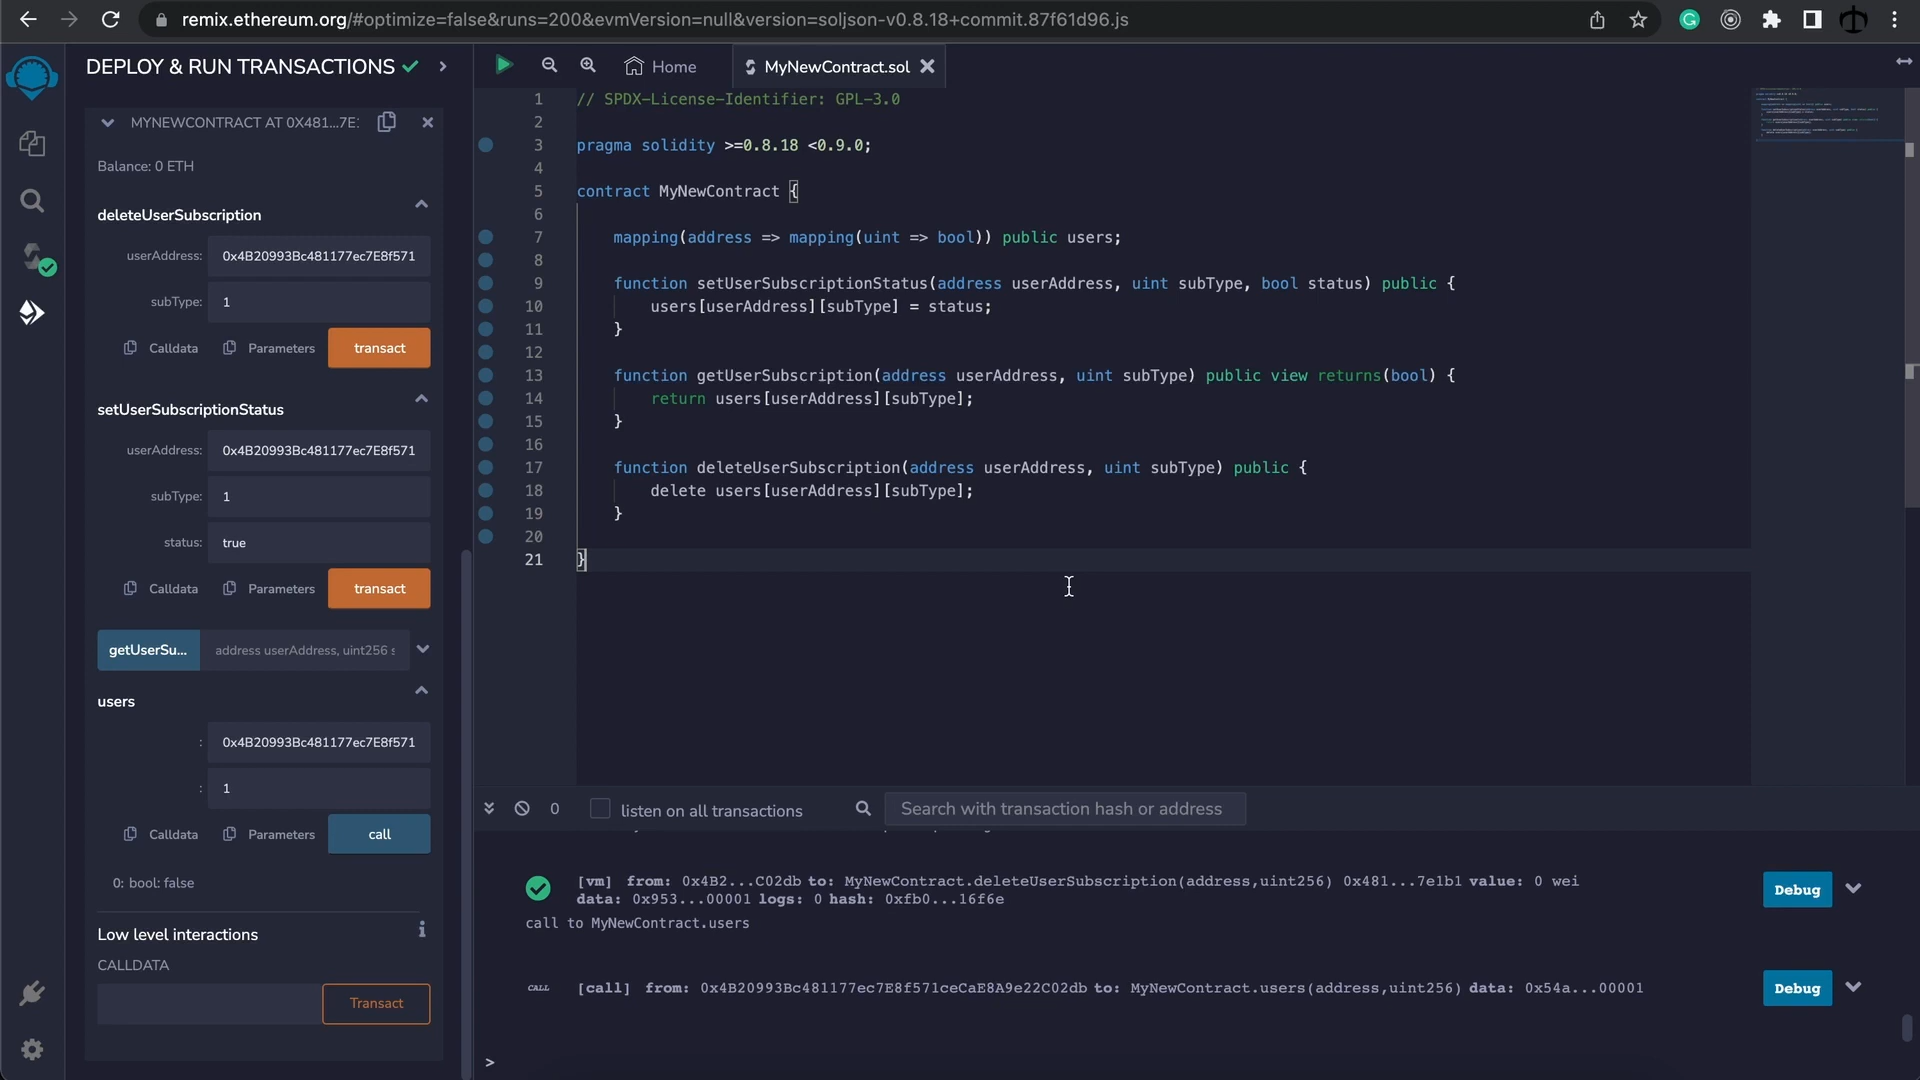 remix.ethereum.org/#optimize=false&runs=200&evmVersion=null&version=soljson-v0.8.18+commit.87f61d96.js
DEPLOY & RUN TRANSACTIONS
MYNEWCONTRACT AT 0X481...7E:
Balance: 0 ETH
deleteUserSubscription
userAddress: 0x4B20993Bc481177ec7E8f571
subType: 1
Calldata Parameters transact
setUserSubscriptionStatus
userAddress: 0x4B20993Bc481177ec7E8f571
subType: 1
status: true
Calldata Parameters transact
getUserSu... address userAddress, uint256 s
users
: 0x4B20993Bc481177ec7E8f571
: 1
Calldata Parameters call
0: bool: false
Low level interactions
CALLDATA
Transact
Home MyNewContract.sol
1 // SPDX-License-Identifier: GPL-3.0
2
3 pragma solidity >=0.8.18 <0.9.0;
4
5 contract MyNewContract {
6
7 mapping(address => mapping(uint => bool)) public users;
8
9 function setUserSubscriptionStatus(address userAddress, uint subType, bool status) public {
10 users[userAddress][subType] = status;
11 }
12
13 function getUserSubscription(address userAddress, uint subType) public view returns(bool) {
14 return users[userAddress][subType];
15 }
16
17 function deleteUserSubscription(address userAddress, uint subType) public {
18 delete users[userAddress][subType];
19 }
20
21 }
0 listen on all transactions Search with transaction hash or address
[vm] from: 0x4B2...C02db to: MyNewContract.deleteUserSubscription(address,uint256) 0x481...7e1b1 value: 0 wei
data: 0x953...00001 logs: 0 hash: 0xfb0...16f6e
Debug
call to MyNewContract.users
CALL [call] from: 0x4B20993Bc481177ec7E8f571ceCaE8A9e22C02db to: MyNewContract.users(address,uint256) data: 0x54a...00001
Debug
>